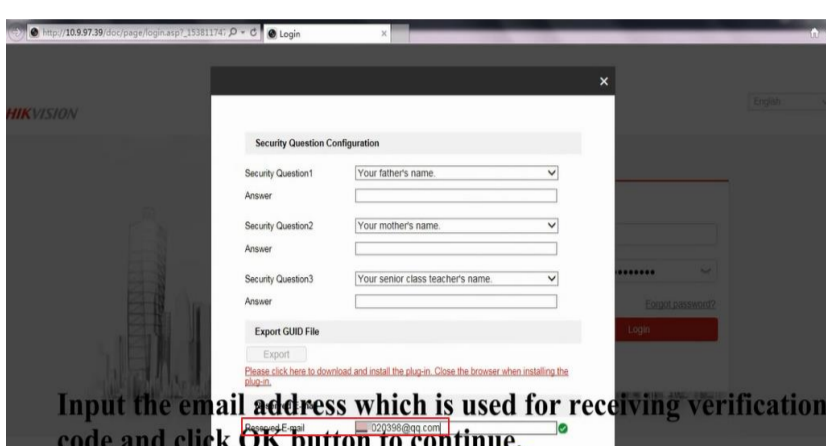 http://10.9.97.39/doc/page/login.asp?_153811747
Login
HIKVISION
English
Security Question Configuration
Security Question1 Your father's name.
Answer
Security Question2 Your mother's name.
Answer
Security Question3 Your senior class teacher's name.
Answer
Forgot password?
Login
Export GUID File
Export
Please click here to download and install the plug-in. Close the browser when installing the
plug-in.
Reserved E-mail
Input the email address which is used for receiving verification
Reserved E-mail 020398@qq.com
code and click OK button to continue.